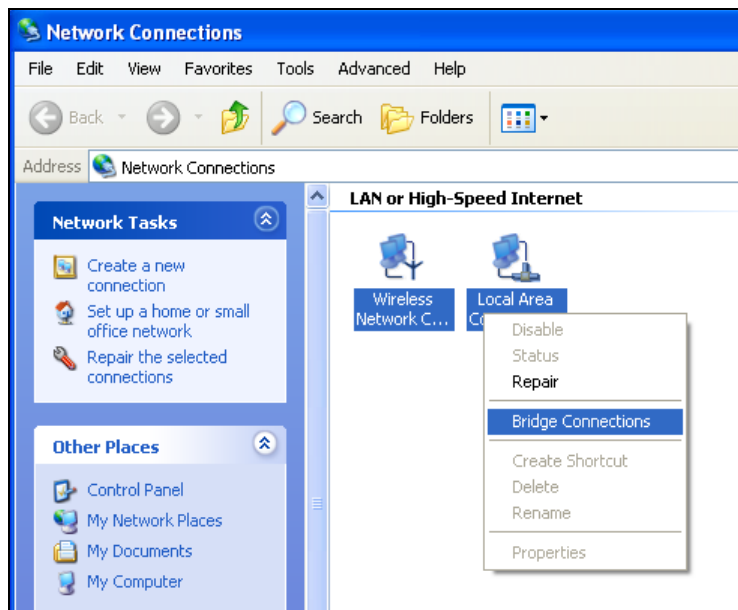 Network Connections
File Edit View Favorites Tools Advanced Help
Back Search Folders
Address Network Connections
Network Tasks
Create a new
connection
Set up a home or small
office network
Repair the selected
connections
Other Places
Control Panel
My Network Places
My Documents
My Computer
LAN or High-Speed Internet
Wireless
Network C...
Local Area
Disable
Status
Repair
Bridge Connections
Create Shortcut
Delete
Rename
Properties